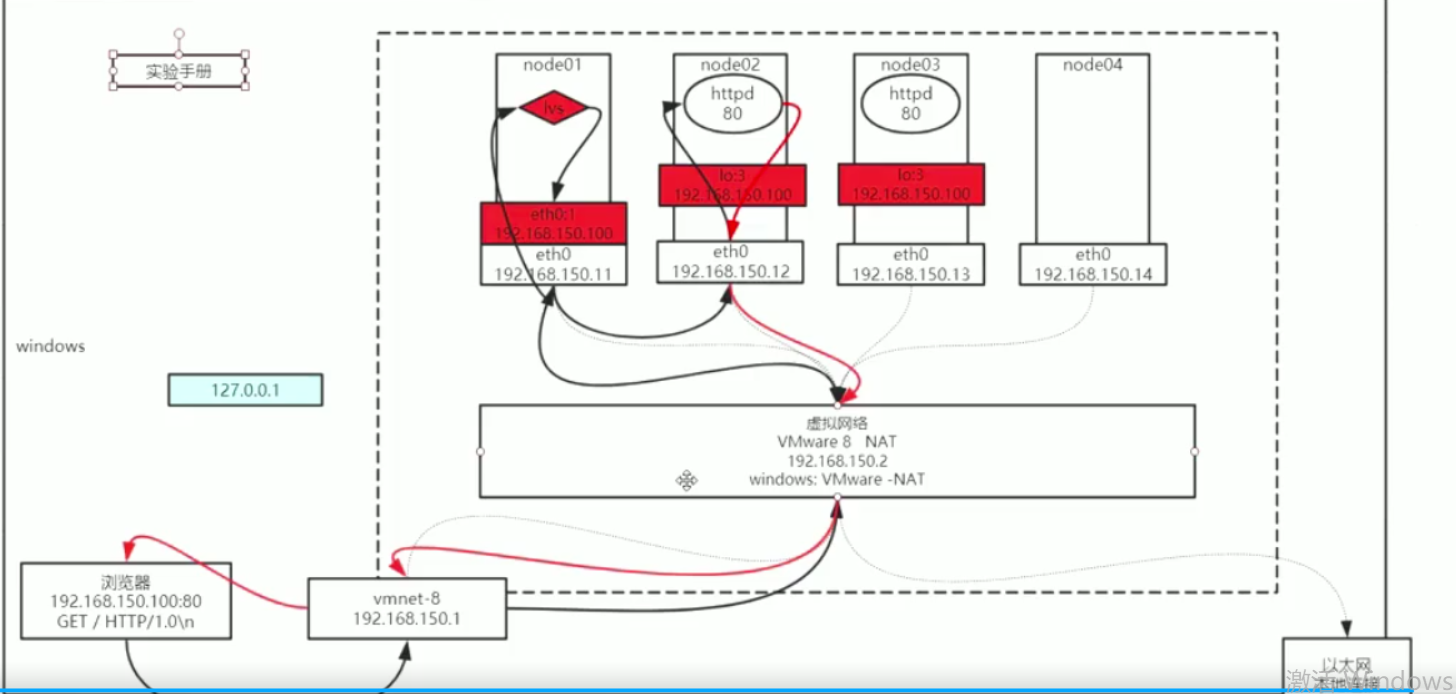 实验手册
node01
lvs
eth0:1
192.168.150.100
eth0
192.168.150.11
node02
httpd
80
lo:3
192.168.150.100
eth0
192.168.150.12
node03
httpd
80
lo:3
192.168.150.100
eth0
192.168.150.13
node04
eth0
192.168.150.14
windows
127.0.0.1
虚拟网络
VMware 8 NAT
192.168.150.2
windows: VMware -NAT
浏览器
192.168.150.100:80
GET / HTTP/1.0\n
vmnet-8
192.168.150.1
以太网
本地连接
激活 Windows